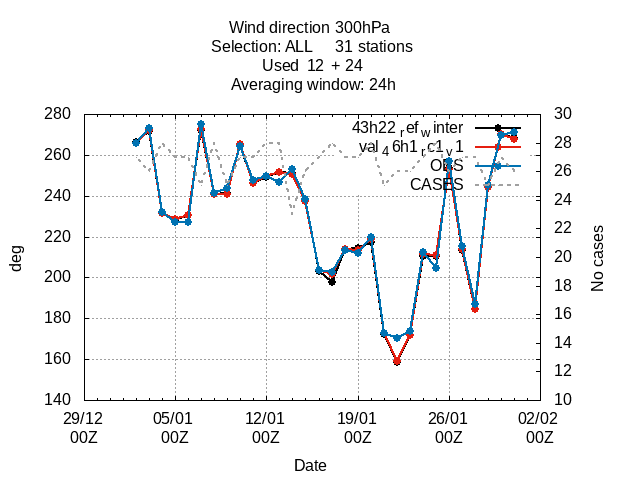 Wind direction 300hPa
Selection: ALL 31 stations
Used 12 + 24
Averaging window: 24h
280 30
43h22_ref_winter
28
val_46h1_rc1_v1
260 OBS 26
CASES
240 24
22
220
deg 20 No cases
200 18
180 16
14
160
12
140 10
29/12 05/01 12/01 19/01 26/01 02/02
00Z 00Z 00Z 00Z 00Z 00Z
Date